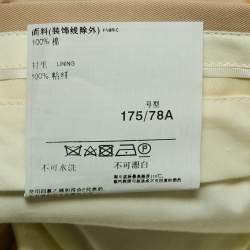 面料(装饰线除外) FABRIC
100% 棉
衬里 LINING
100% 粘纤
号型
175/78A
不可水洗 不可漂白